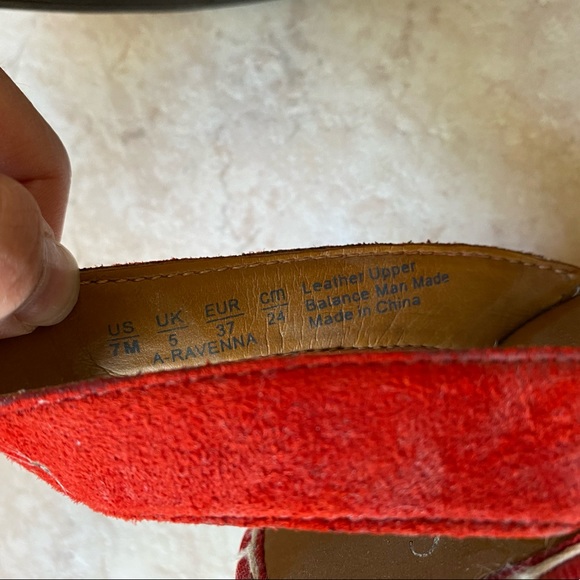 US UK EUR cm
7M 5 37 24
A-RAVENNA
Leather Upper
Balance Man Made
Made in China